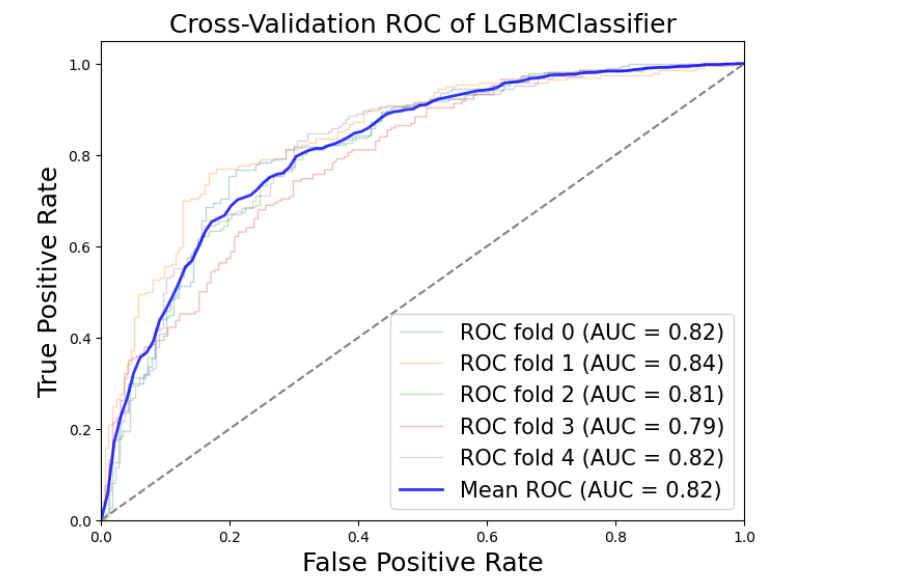 Cross-Validation ROC of LGBMClassifier
True Positive Rate
1.0
0.8
0.6
0.4
0.2
0.0
ROC fold 0 (AUC = 0.82)
ROC fold 1 (AUC = 0.84)
ROC fold 2 (AUC = 0.81)
ROC fold 3 (AUC = 0.79)
ROC fold 4 (AUC = 0.82)
Mean ROC (AUC = 0.82)
0.0 0.2 0.4 0.6 0.8 1.0
False Positive Rate